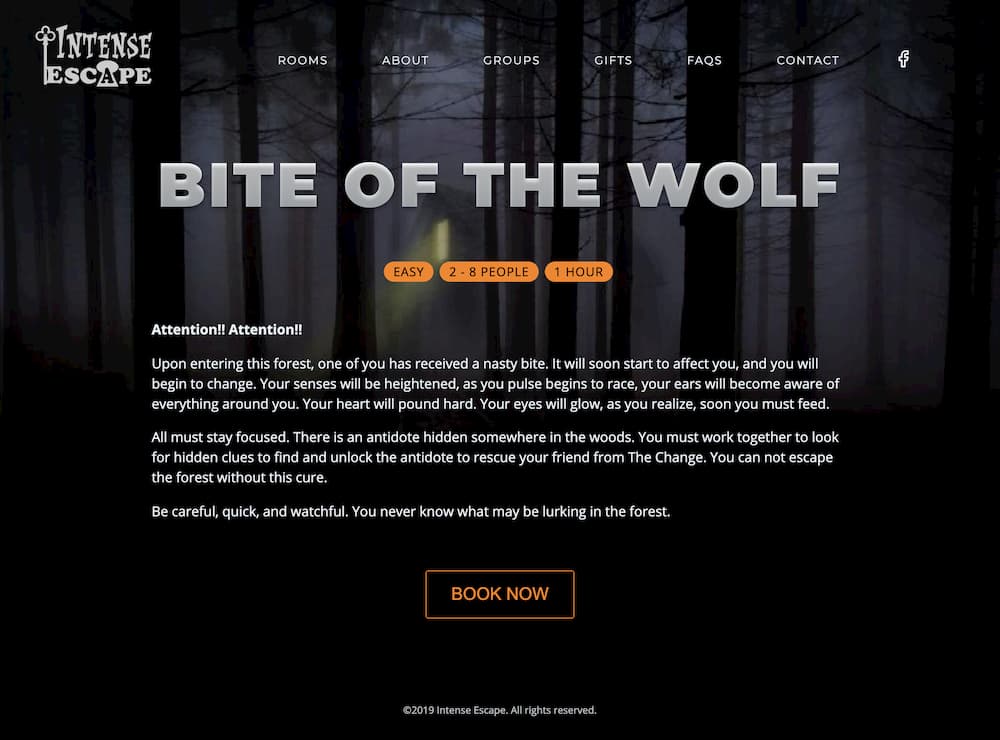 INTENSE
ESCAPE
ROOMS ABOUT GROUPS GIFTS FAQS CONTACT
BITE OF THE WOLF
EASY 2 - 8 PEOPLE 1 HOUR
Attention!! Attention!!
Upon entering this forest, one of you has received a nasty bite. It will soon start to affect you, and you will
begin to change. Your senses will be heightened, as you pulse begins to race, your ears will become aware of
everything around you. Your heart will pound hard. Your eyes will glow, as you realize, soon you must feed.
All must stay focused. There is an antidote hidden somewhere in the woods. You must work together to look
for hidden clues to find and unlock the antidote to rescue your friend from The Change. You can not escape
the forest without this cure.
Be careful, quick, and watchful. You never know what may be lurking in the forest.
BOOK NOW
©2019 Intense Escape. All rights reserved.